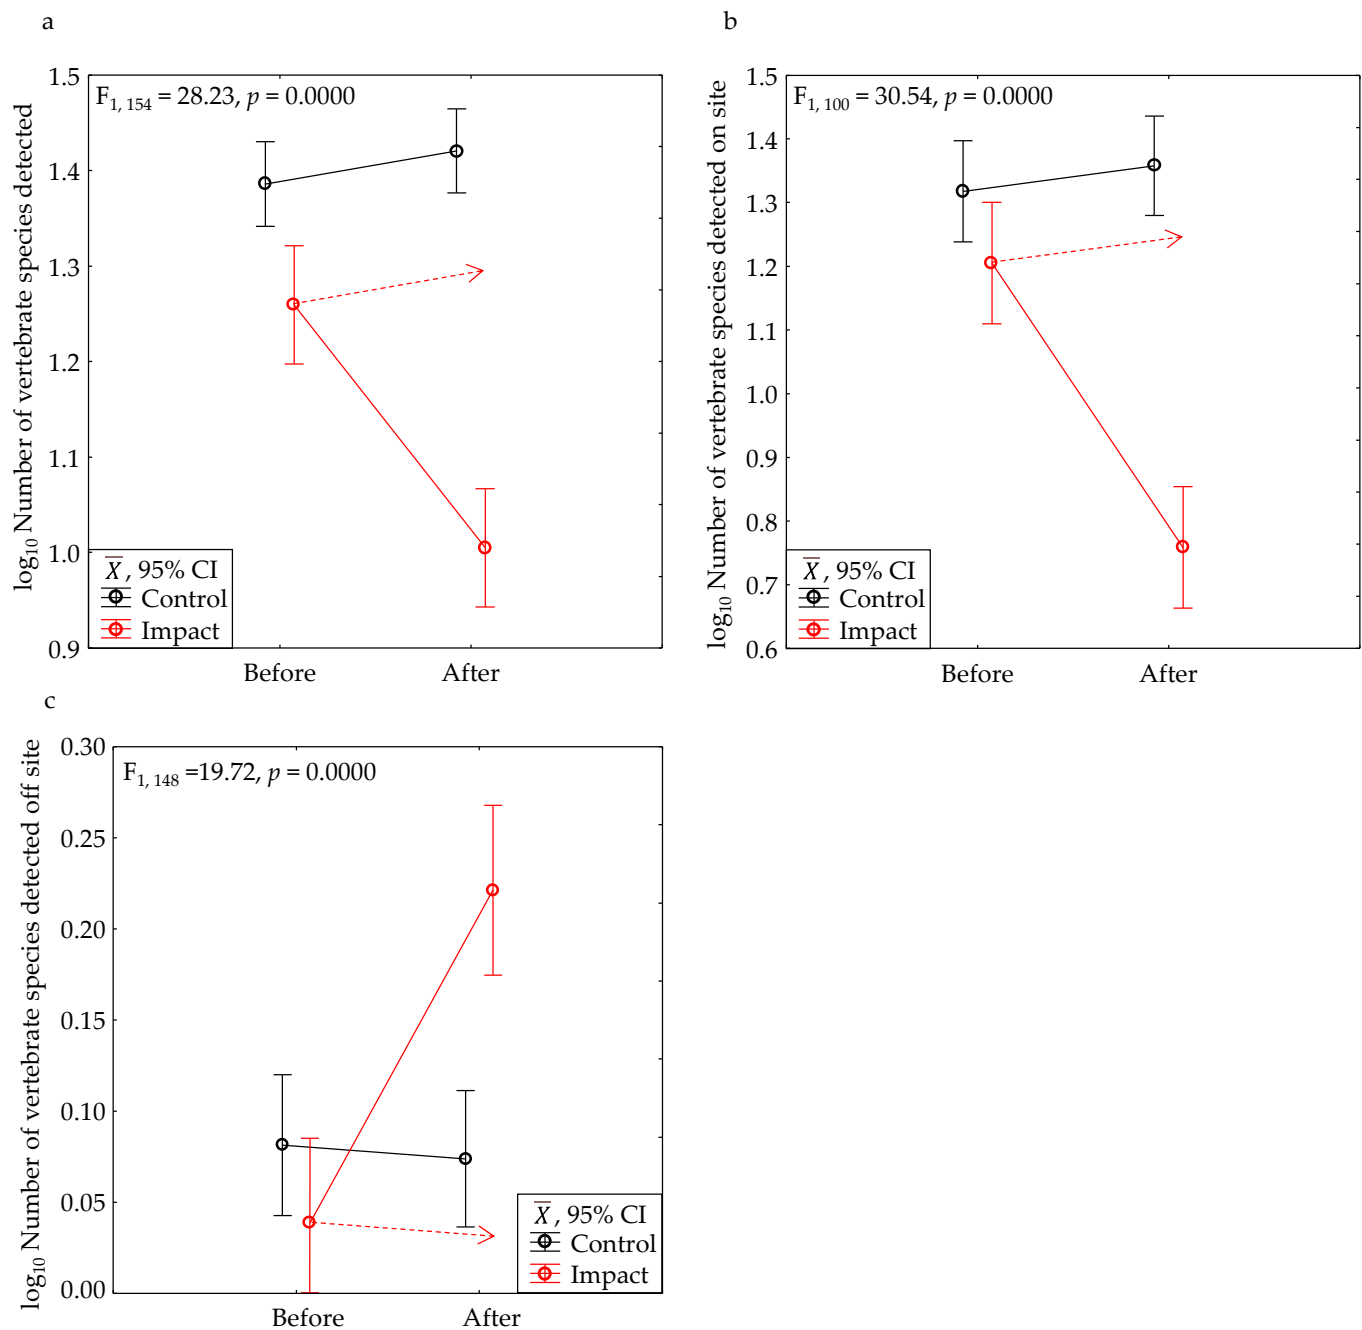 a
log₁₀ Number of vertebrate species detected
F₁, ₁₅₄ = 28.23, p = 0.0000
1.5
1.4
1.3
1.2
1.1
1.0
0.9
X̅, 95% CI
Control
Impact
Before After
b
log₁₀ Number of vertebrate species detected on site
F₁, ₁₀₀ = 30.54, p = 0.0000
1.5
1.4
1.3
1.2
1.1
1.0
0.9
0.8
0.7
0.6
X̅, 95% CI
Control
Impact
Before After
c
log₁₀ Number of vertebrate species detected off site
F₁, ₁₄₈ =19.72, p = 0.0000
0.30
0.25
0.20
0.15
0.10
0.05
0.00
X̅, 95% CI
Control
Impact
Before After